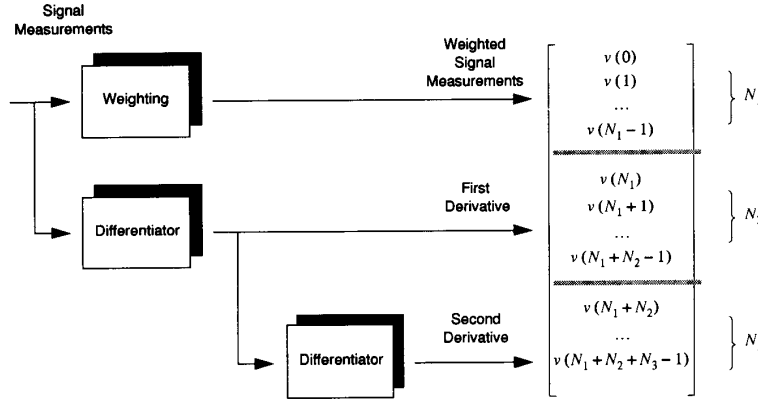 Signal
Measurements
Weighting
Weighted
Signal
Measurements
v(0)
v(1)
...
v(N₁ − 1)
} N
Differentiator
First
Derivative
v(N₁)
v(N₁ + 1)
...
v(N₁ + N₂ − 1)
} N
Differentiator
Second
Derivative
v(N₁ + N₂)
...
v(N₁ + N₂ + N₃ − 1)
} N